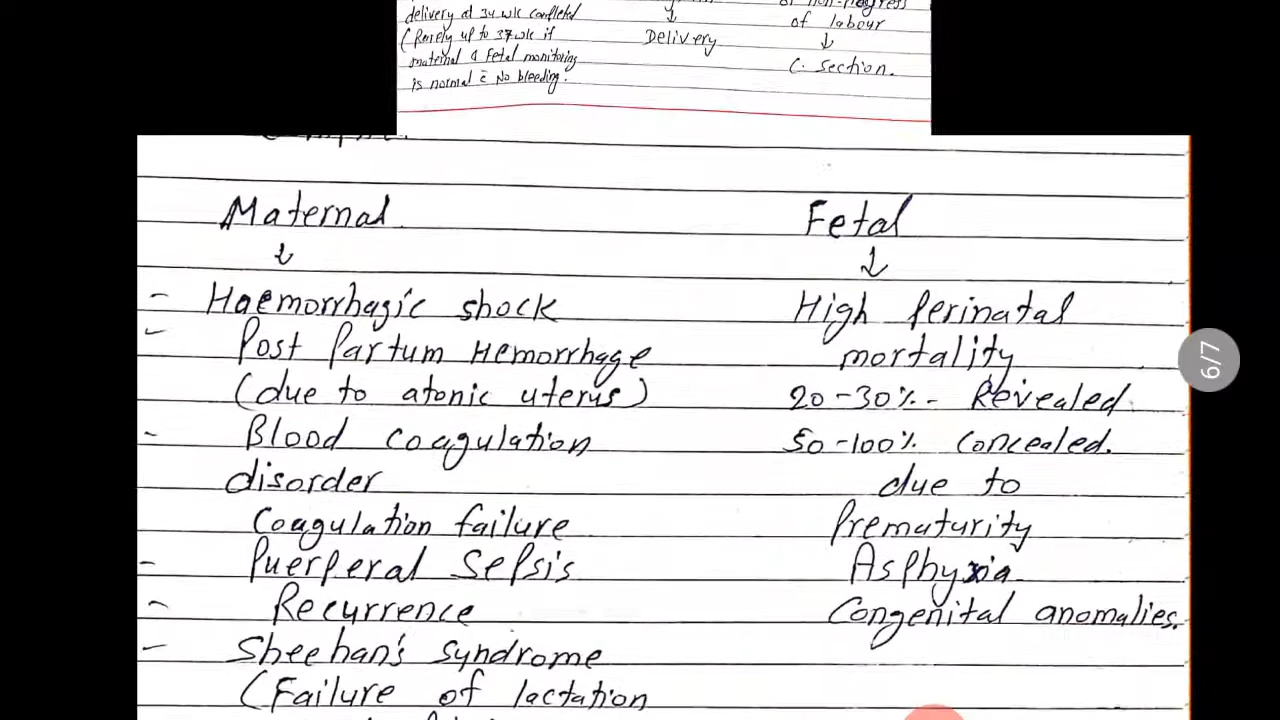 delivery at 34 wk completed
(Rarely up to 37 wk if
maternal & Fetal monitoring
is normal c̄ No bleeding.
↓
Delivery
of labour
↓
C. Section.
Maternal
↓
- Haemorrhagic shock
- Post Partum Hemorrhage
(due to atonic uterus)
- Blood coagulation
disorder
Coagulation failure
- Puerperal Sepsis
- Recurrence
- Sheehan's syndrome
(Failure of lactation
Fetal
↓
High Perinatal
mortality
20-30% - Revealed.
50-100% concealed.
due to
Prematurity
Asphyxia
Congenital anomalies.
6/7